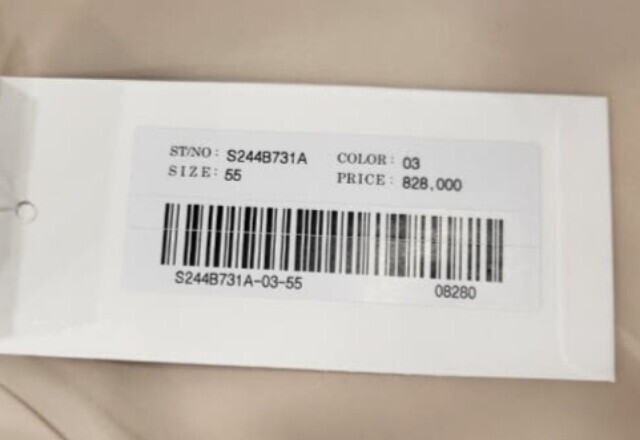 ST/NO: S244B731A COLOR: 03
SIZE: 55 PRICE: 828,000
S244B731A-03-55 08280